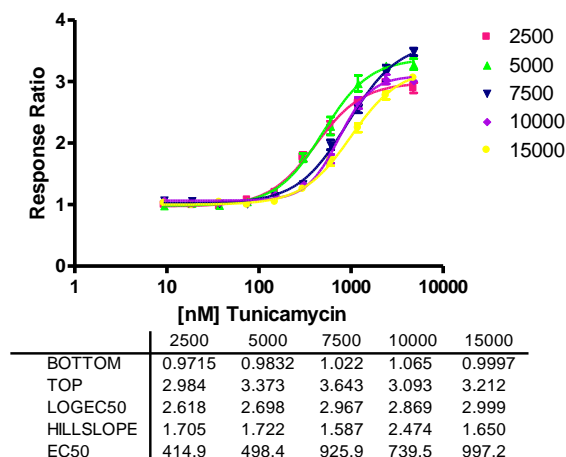 4
3
2
1
0
Response Ratio
1 10 100 1000 10000
[nM] Tunicamycin
2500
5000
7500
10000
15000
2500 5000 7500 10000 15000
BOTTOM 0.9715 0.9832 1.022 1.065 0.9997
TOP 2.984 3.373 3.643 3.093 3.212
LOGEC50 2.618 2.698 2.967 2.869 2.999
HILLSLOPE 1.705 1.722 1.587 2.474 1.650
EC50 414.9 498.4 925.9 739.5 997.2